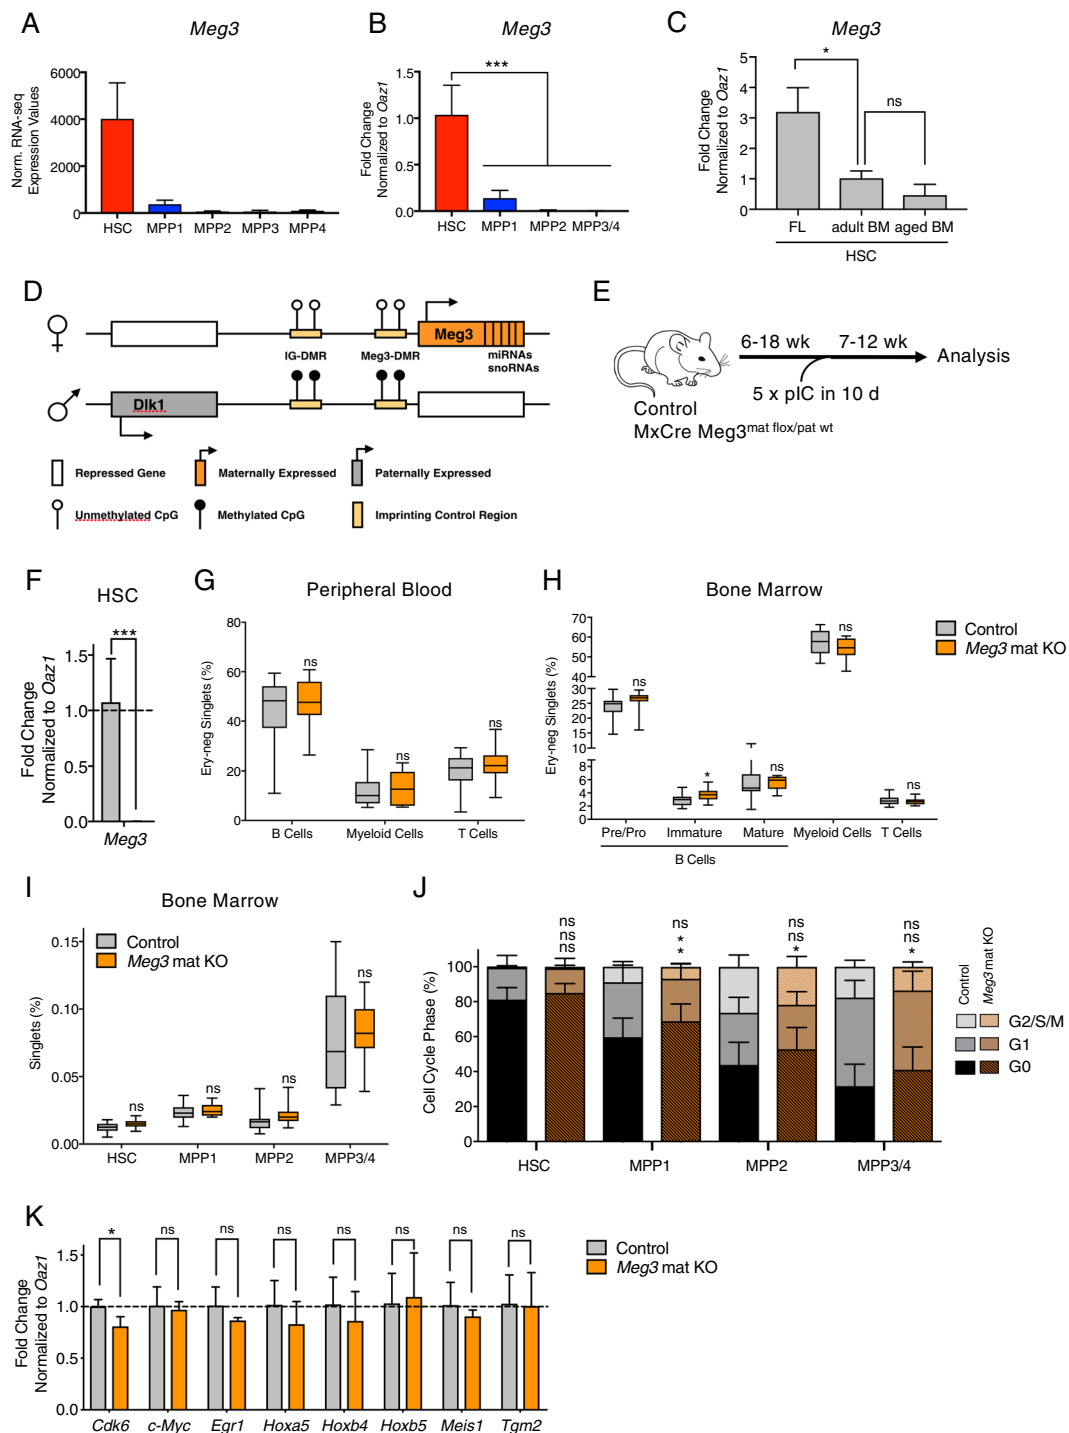 A
Meg3
Norm. RNA-seq
Expression Values
6000
4000
2000
0
HSC
MPP1
MPP2
MPP3
MPP4
B
Meg3
Fold Change
Normalized to Oaz1
1.5
1.0
0.5
0.0
***
HSC
MPP1
MPP2
MPP3/4
C
Meg3
Fold Change
Normalized to Oaz1
5
4
3
2
1
0
*
ns
FL
adult BM
aged BM
HSC
D
Meg3
IG-DMR
Meg3-DMR
miRNAs
snoRNAs
Dlk1
Repressed Gene
Maternally Expressed
Paternally Expressed
Unmethylated CpG
Methylated CpG
Imprinting Control Region
E
6-18 wk
7-12 wk
Analysis
5 x pIC in 10 d
Control
MxCre Meg3mat flox/pat wt
F
HSC
Fold Change
Normalized to Oaz1
1.5
1.0
0.5
0.0
***
Meg3
G
Peripheral Blood
Ery-neg Singlets (%)
80
60
40
20
0
ns
ns
ns
B Cells
Myeloid Cells
T Cells
H
Bone Marrow
Ery-neg Singlets (%)
70
60
50
40
30
25
20
15
10
8
6
4
2
0
ns
*
ns
ns
ns
Pre/Pro
Immature
Mature
Myeloid Cells
T Cells
B Cells
Control
Meg3 mat KO
I
Bone Marrow
Singlets (%)
0.15
0.10
0.05
0.00
Control
Meg3 mat KO
ns
ns
ns
ns
HSC
MPP1
MPP2
MPP3/4
J
Cell Cycle Phase (%)
100
80
60
40
20
0
ns
ns
ns
ns
*
*
ns
ns
*
ns
ns
*
HSC
MPP1
MPP2
MPP3/4
Control
Meg3 mat KO
G2/S/M
G1
G0
K
Fold Change
Normalized to Oaz1
1.5
1.0
0.5
0.0
*
ns
ns
ns
ns
ns
ns
ns
Cdk6
c-Myc
Egr1
Hoxa5
Hoxb4
Hoxb5
Meis1
Tgm2
Control
Meg3 mat KO